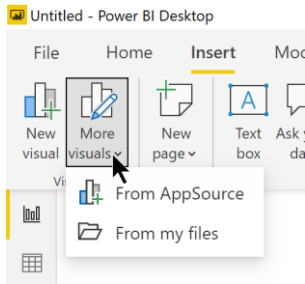 Untitled - Power BI Desktop
File Home Insert
New visual More visuals New page Text box Ask
From AppSource
From my files